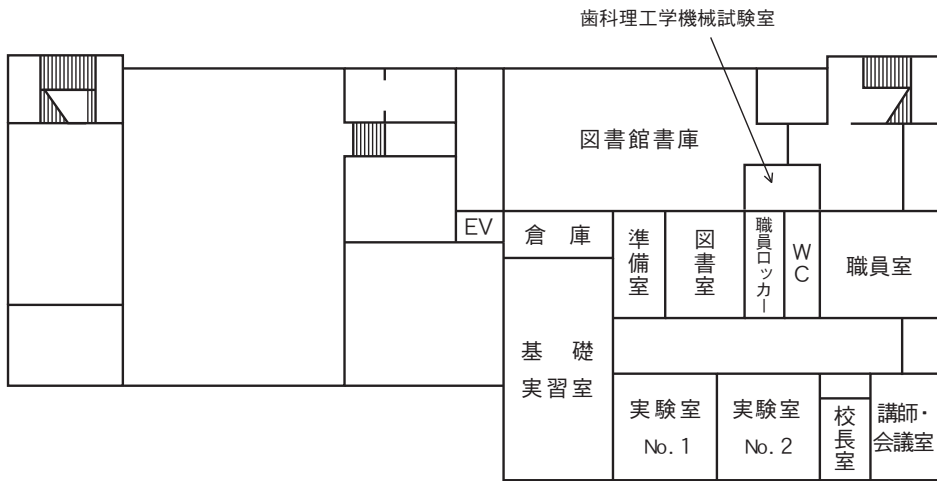 歯科理工学機械試験室
図書館書庫
EV
倉庫
準備室
図書室
職員ロッカー
WC
職員室
基礎
実習室
実験室
No. 1
実験室
No. 2
校長室
講師・
会議室